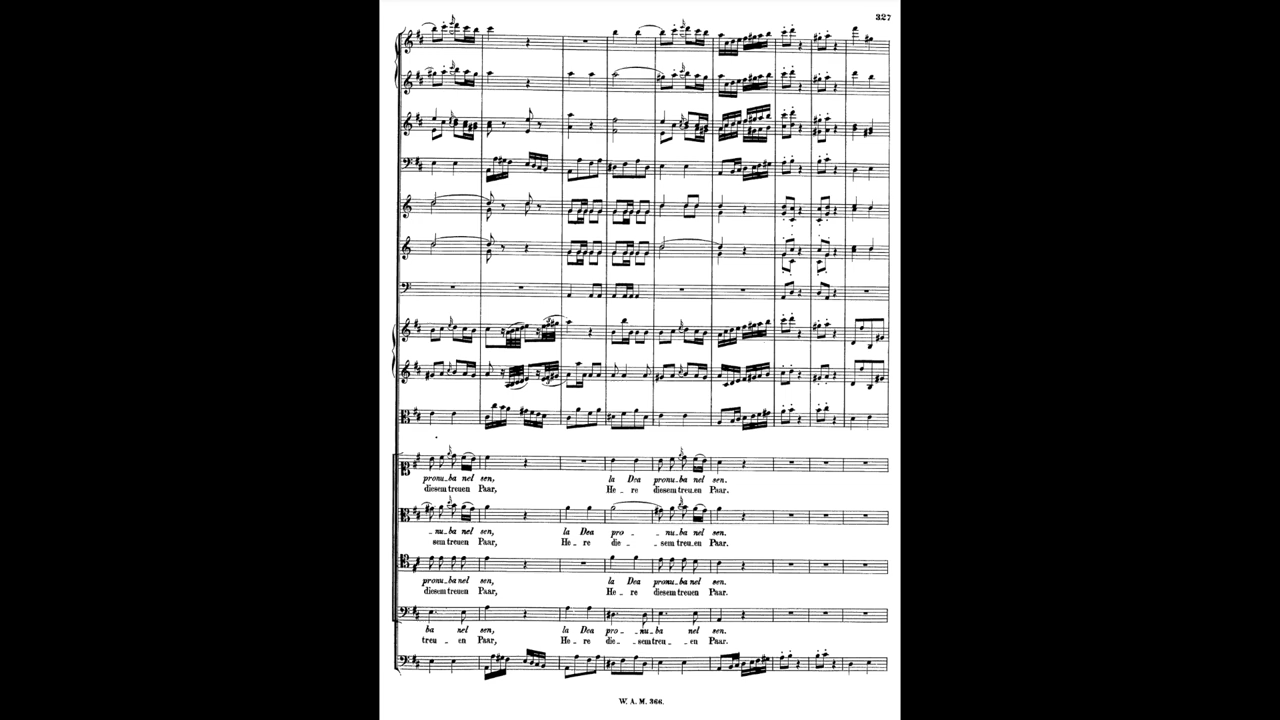 327
pronu_ba nel sen, la Dea pronuba nel sen.
diesem treuen Paar, He_re diesem treu_en Paar.
_nu_ba nel sen, la Dea pro_ _nu_ba nel sen.
sem treuen Paar, He_re die_ _sem treu_en Paar.
pronu_ba nel sen, la Dea pronu_ba nel sen.
diesem treuen Paar, He_re diesem treu_en Paar.
ba nel sen, la Dea pro_nu_ba nel sen.
treu_en Paar, He_re die_sem treu_en Paar.
W. A. M. 366.